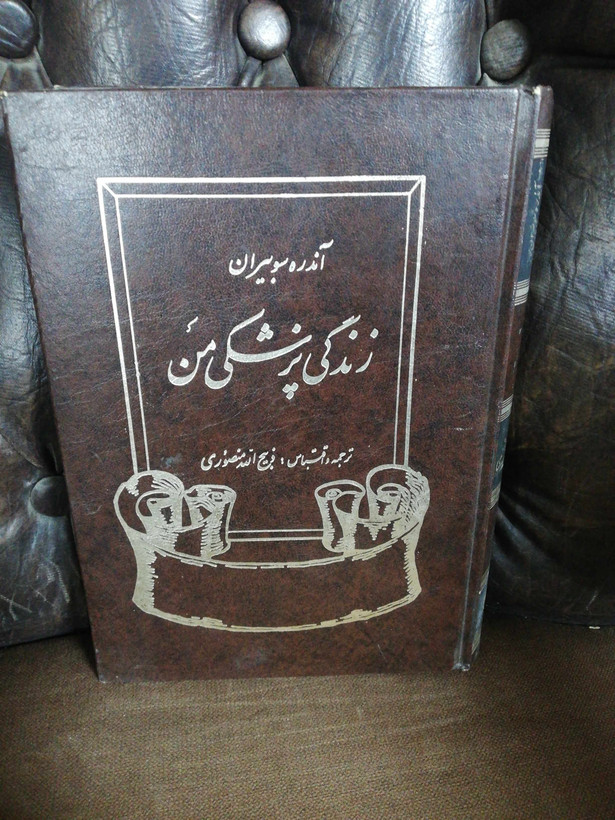 آندره سوبیران
زندگی پزشکی من
ترجمه و اقتباس : ذبیح الله منصوری